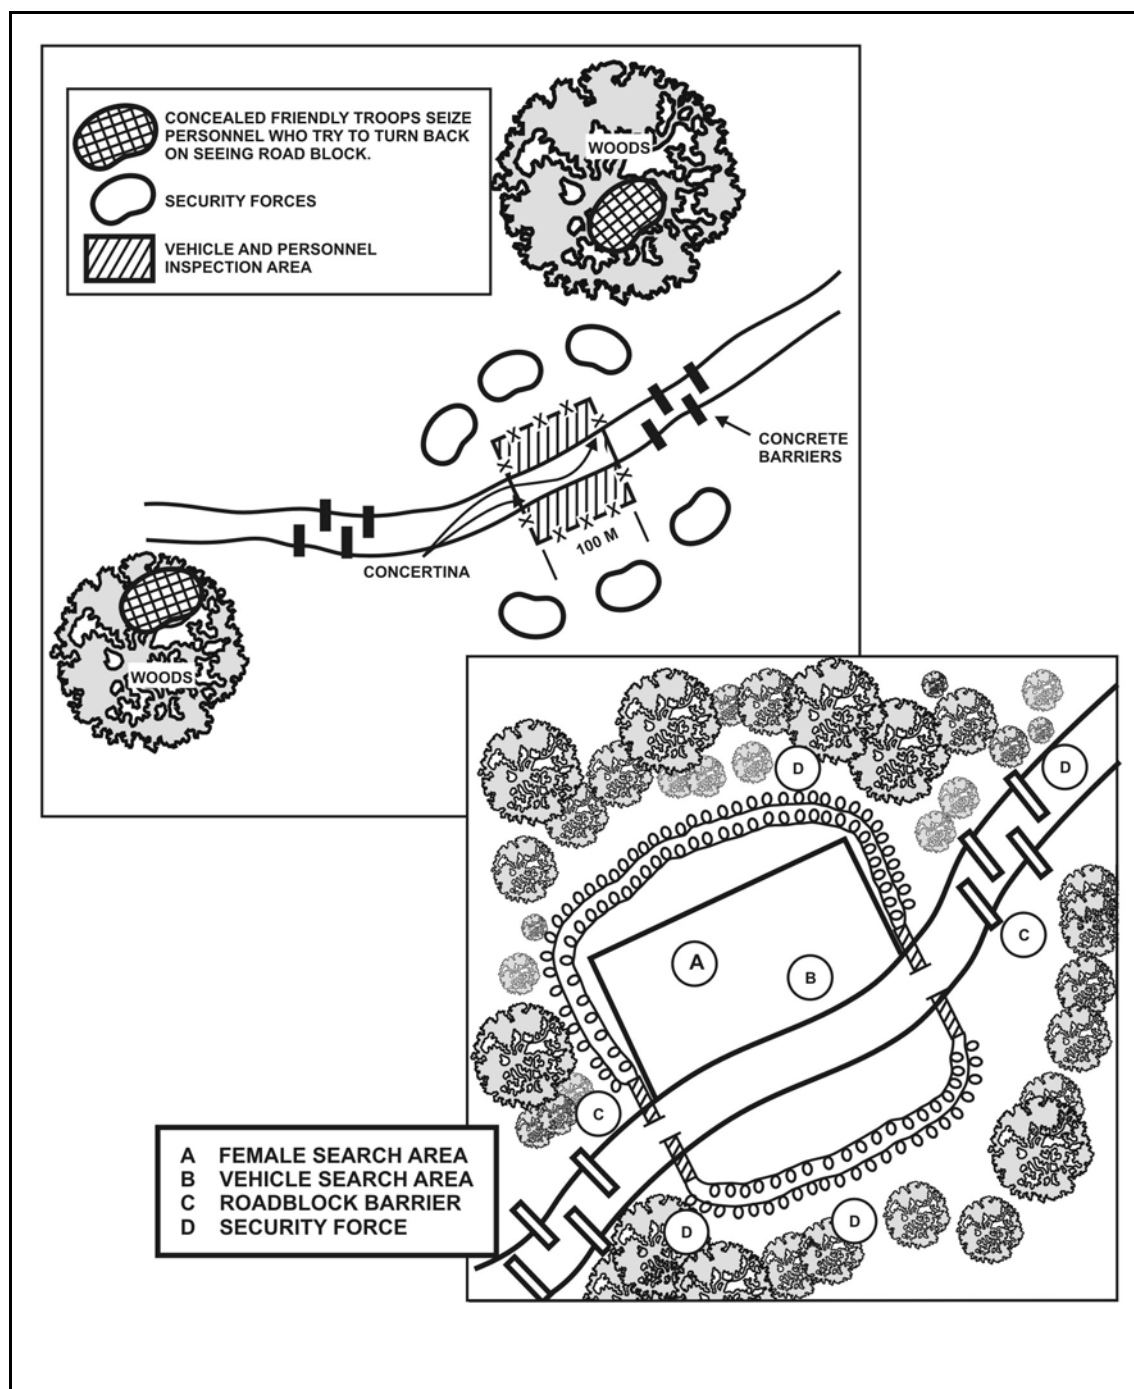 CONCEALED FRIENDLY TROOPS SEIZE
PERSONNEL WHO TRY TO TURN BACK
ON SEEING ROAD BLOCK.
SECURITY FORCES
VEHICLE AND PERSONNEL
INSPECTION AREA
WOODS
CONCRETE
BARRIERS
100 M
CONCERTINA
WOODS
D
D
C
A
B
C
D
D
A FEMALE SEARCH AREA
B VEHICLE SEARCH AREA
C ROADBLOCK BARRIER
D SECURITY FORCE